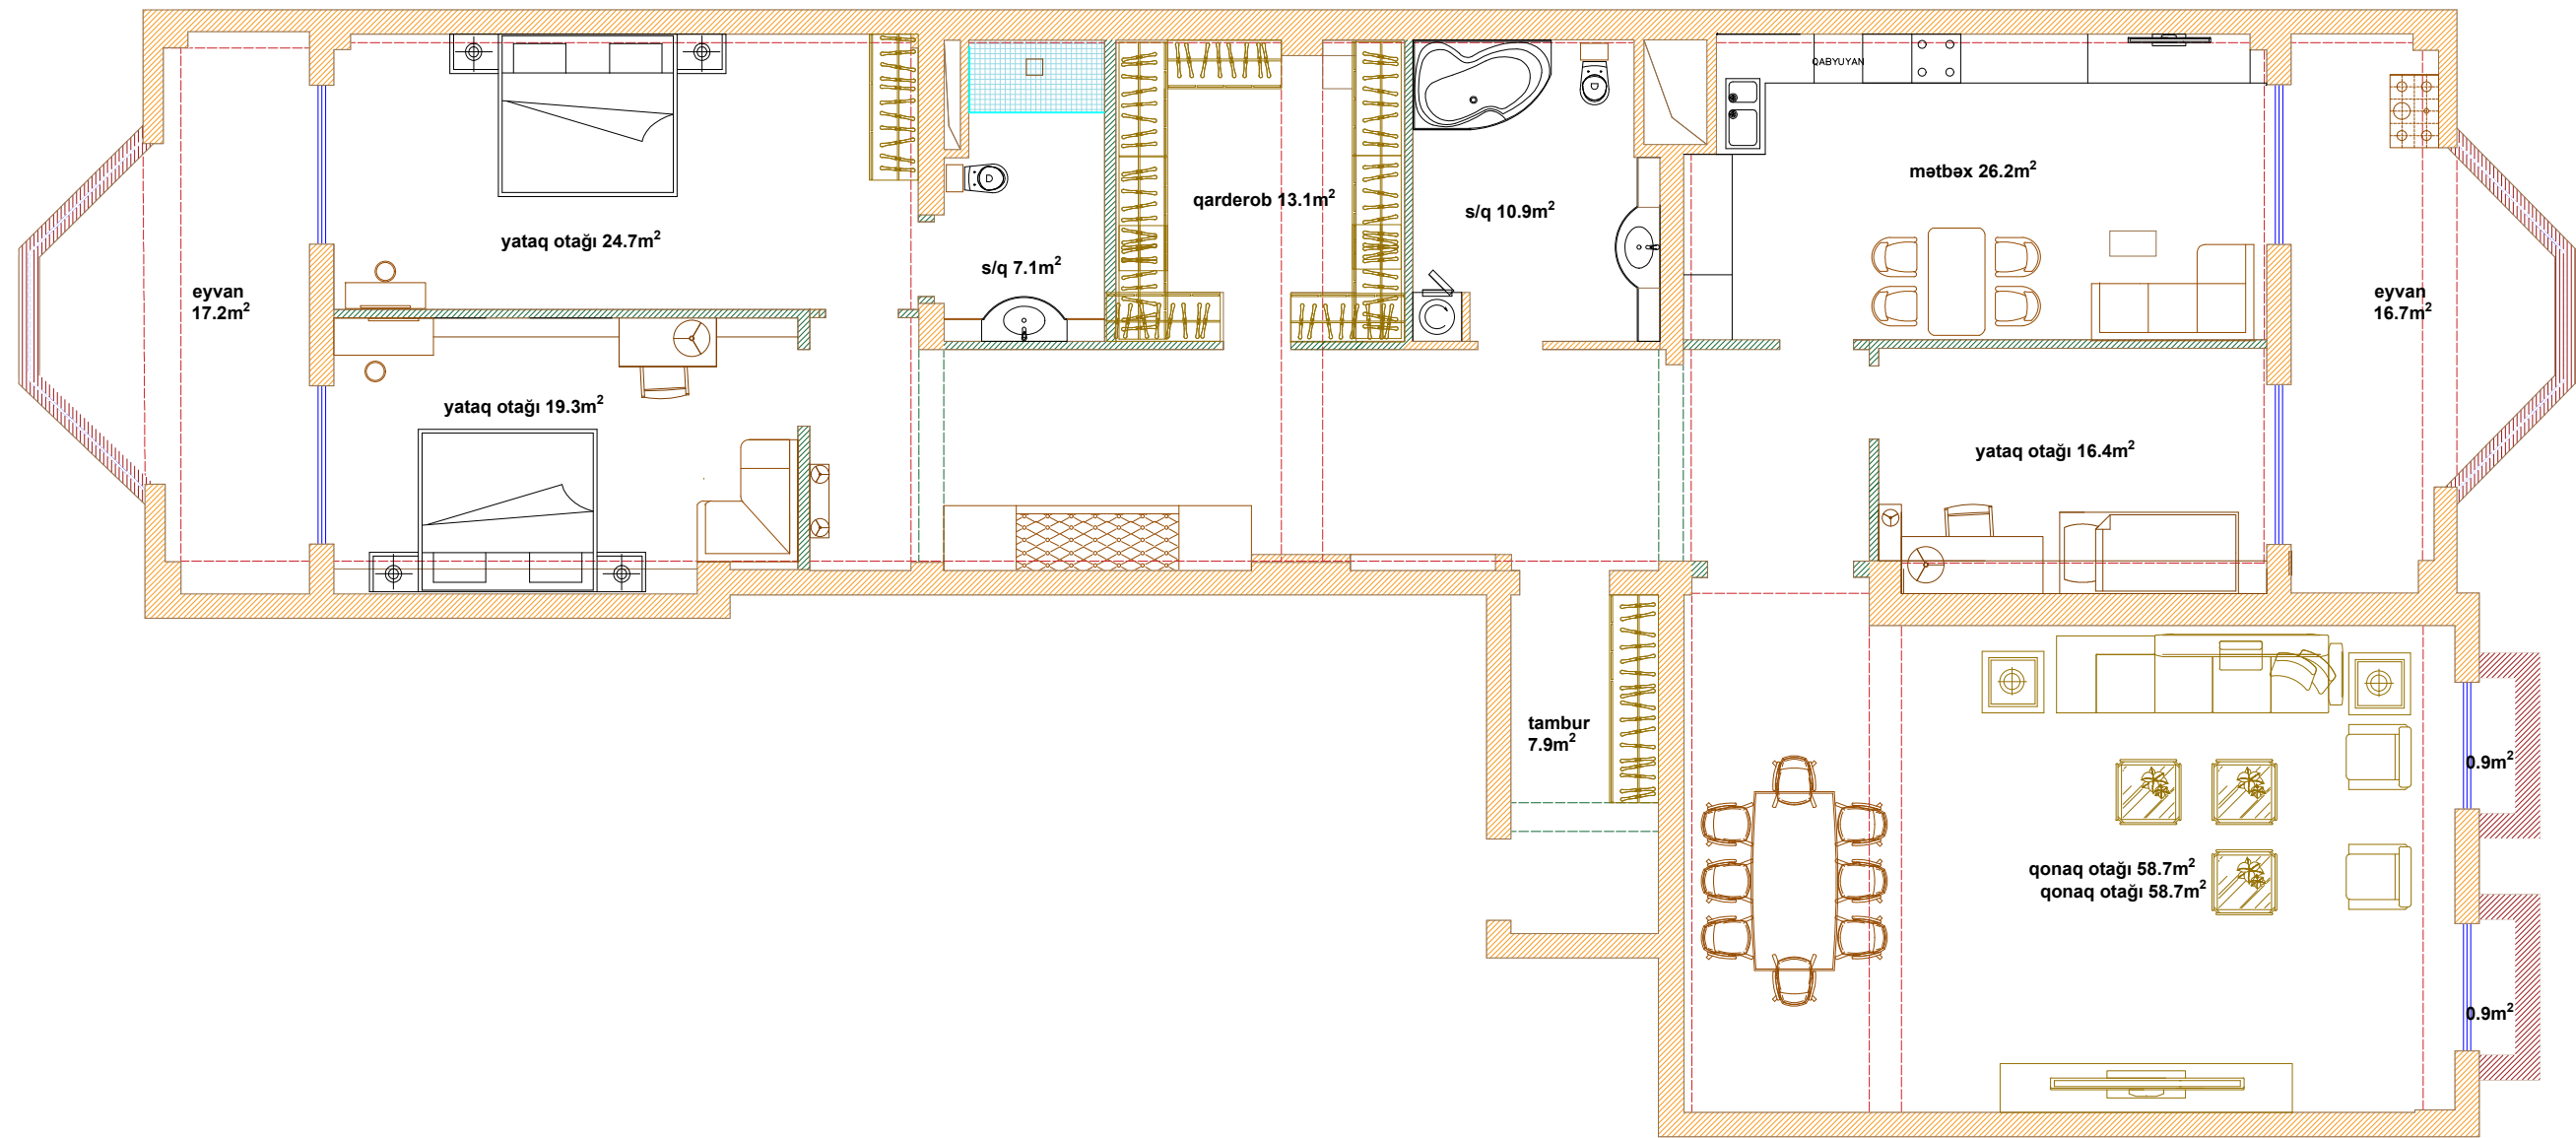 QABYUYAN
mətbəx 26.2m²
qarderob 13.1m²
s/q 10.9m²
yataq otağı 24.7m²
s/q 7.1m²
eyvan
17.2m²
eyvan
16.7m²
yataq otağı 19.3m²
yataq otağı 16.4m²
tambur
7.9m²
0.9m²
qonaq otağı 58.7m²
qonaq otağı 58.7m²
0.9m²